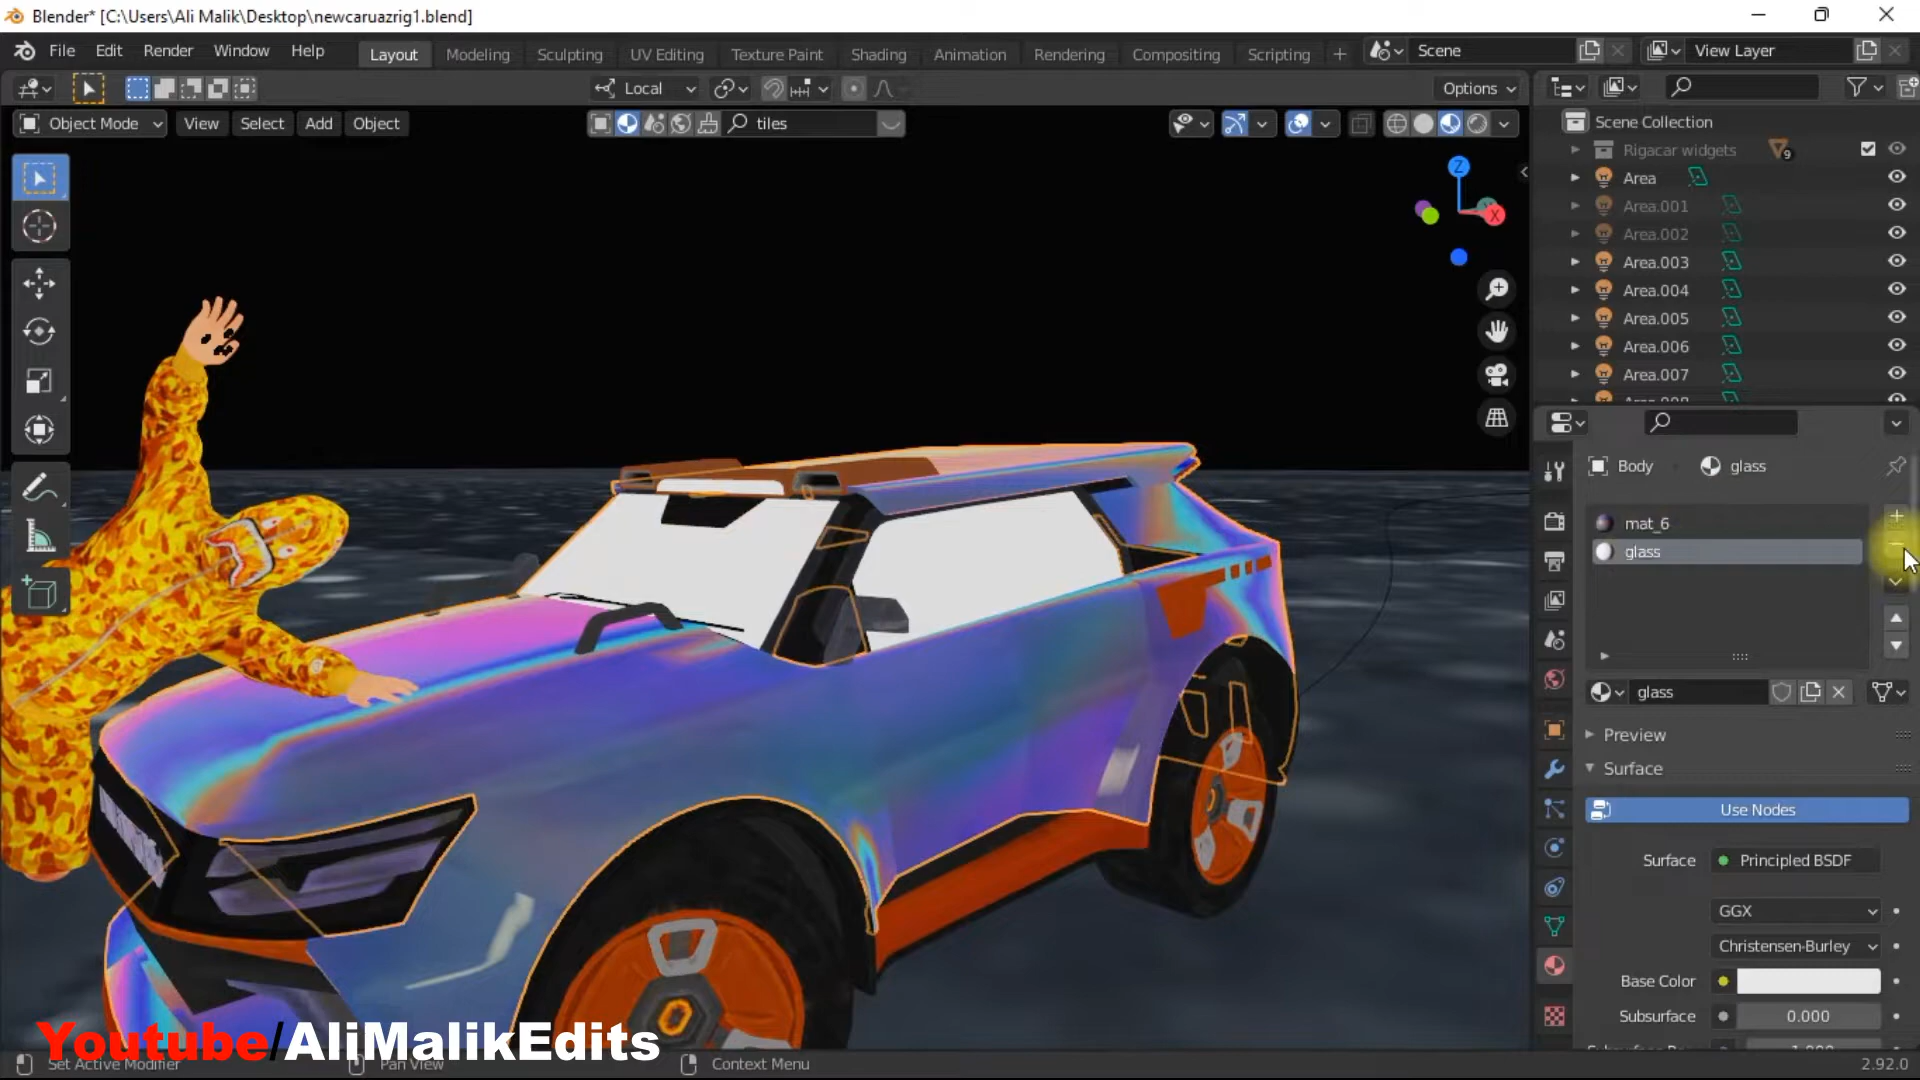 Blender* [C:\Users\Ali Malik\Desktop\newcaruazrig1.blend]
File Edit Render Window Help Layout Modeling Sculpting UV Editing Texture Paint Shading Animation Rendering Compositing Scripting + Scene View Layer
Local Options
Object Mode View Select Add Object tiles
Scene Collection
Rigacar widgets 9
Area
Area.001
Area.002
Area.003
Area.004
Area.005
Area.006
Area.007
Z
X
Body glass
mat_6
glass
glass
Preview
Surface
Use Nodes
Surface Principled BSDF
GGX
Christensen-Burley
Base Color
Subsurface 0.000
Youtube/AliMalikEdits
Set Active Modifier Pan View Context Menu 2.92.0